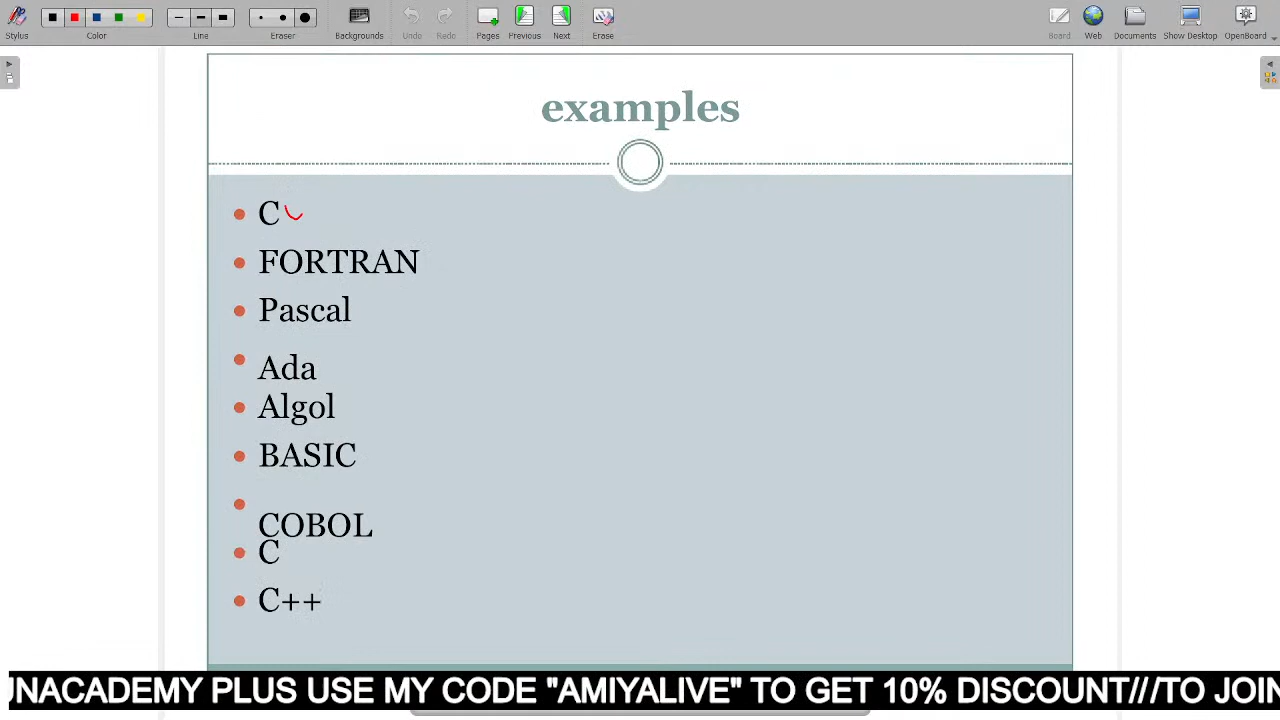 Stylus
Color
Line
Eraser
Backgrounds
Undo
Redo
Pages
Previous
Next
Erase
Board
Web
Documents
Show Desktop
OpenBoard
examples
C
FORTRAN
Pascal
Ada
Algol
BASIC
COBOL
C
C++
UNACADEMY PLUS USE MY CODE "AMIYALIVE" TO GET 10% DISCOUNT///TO JOIN